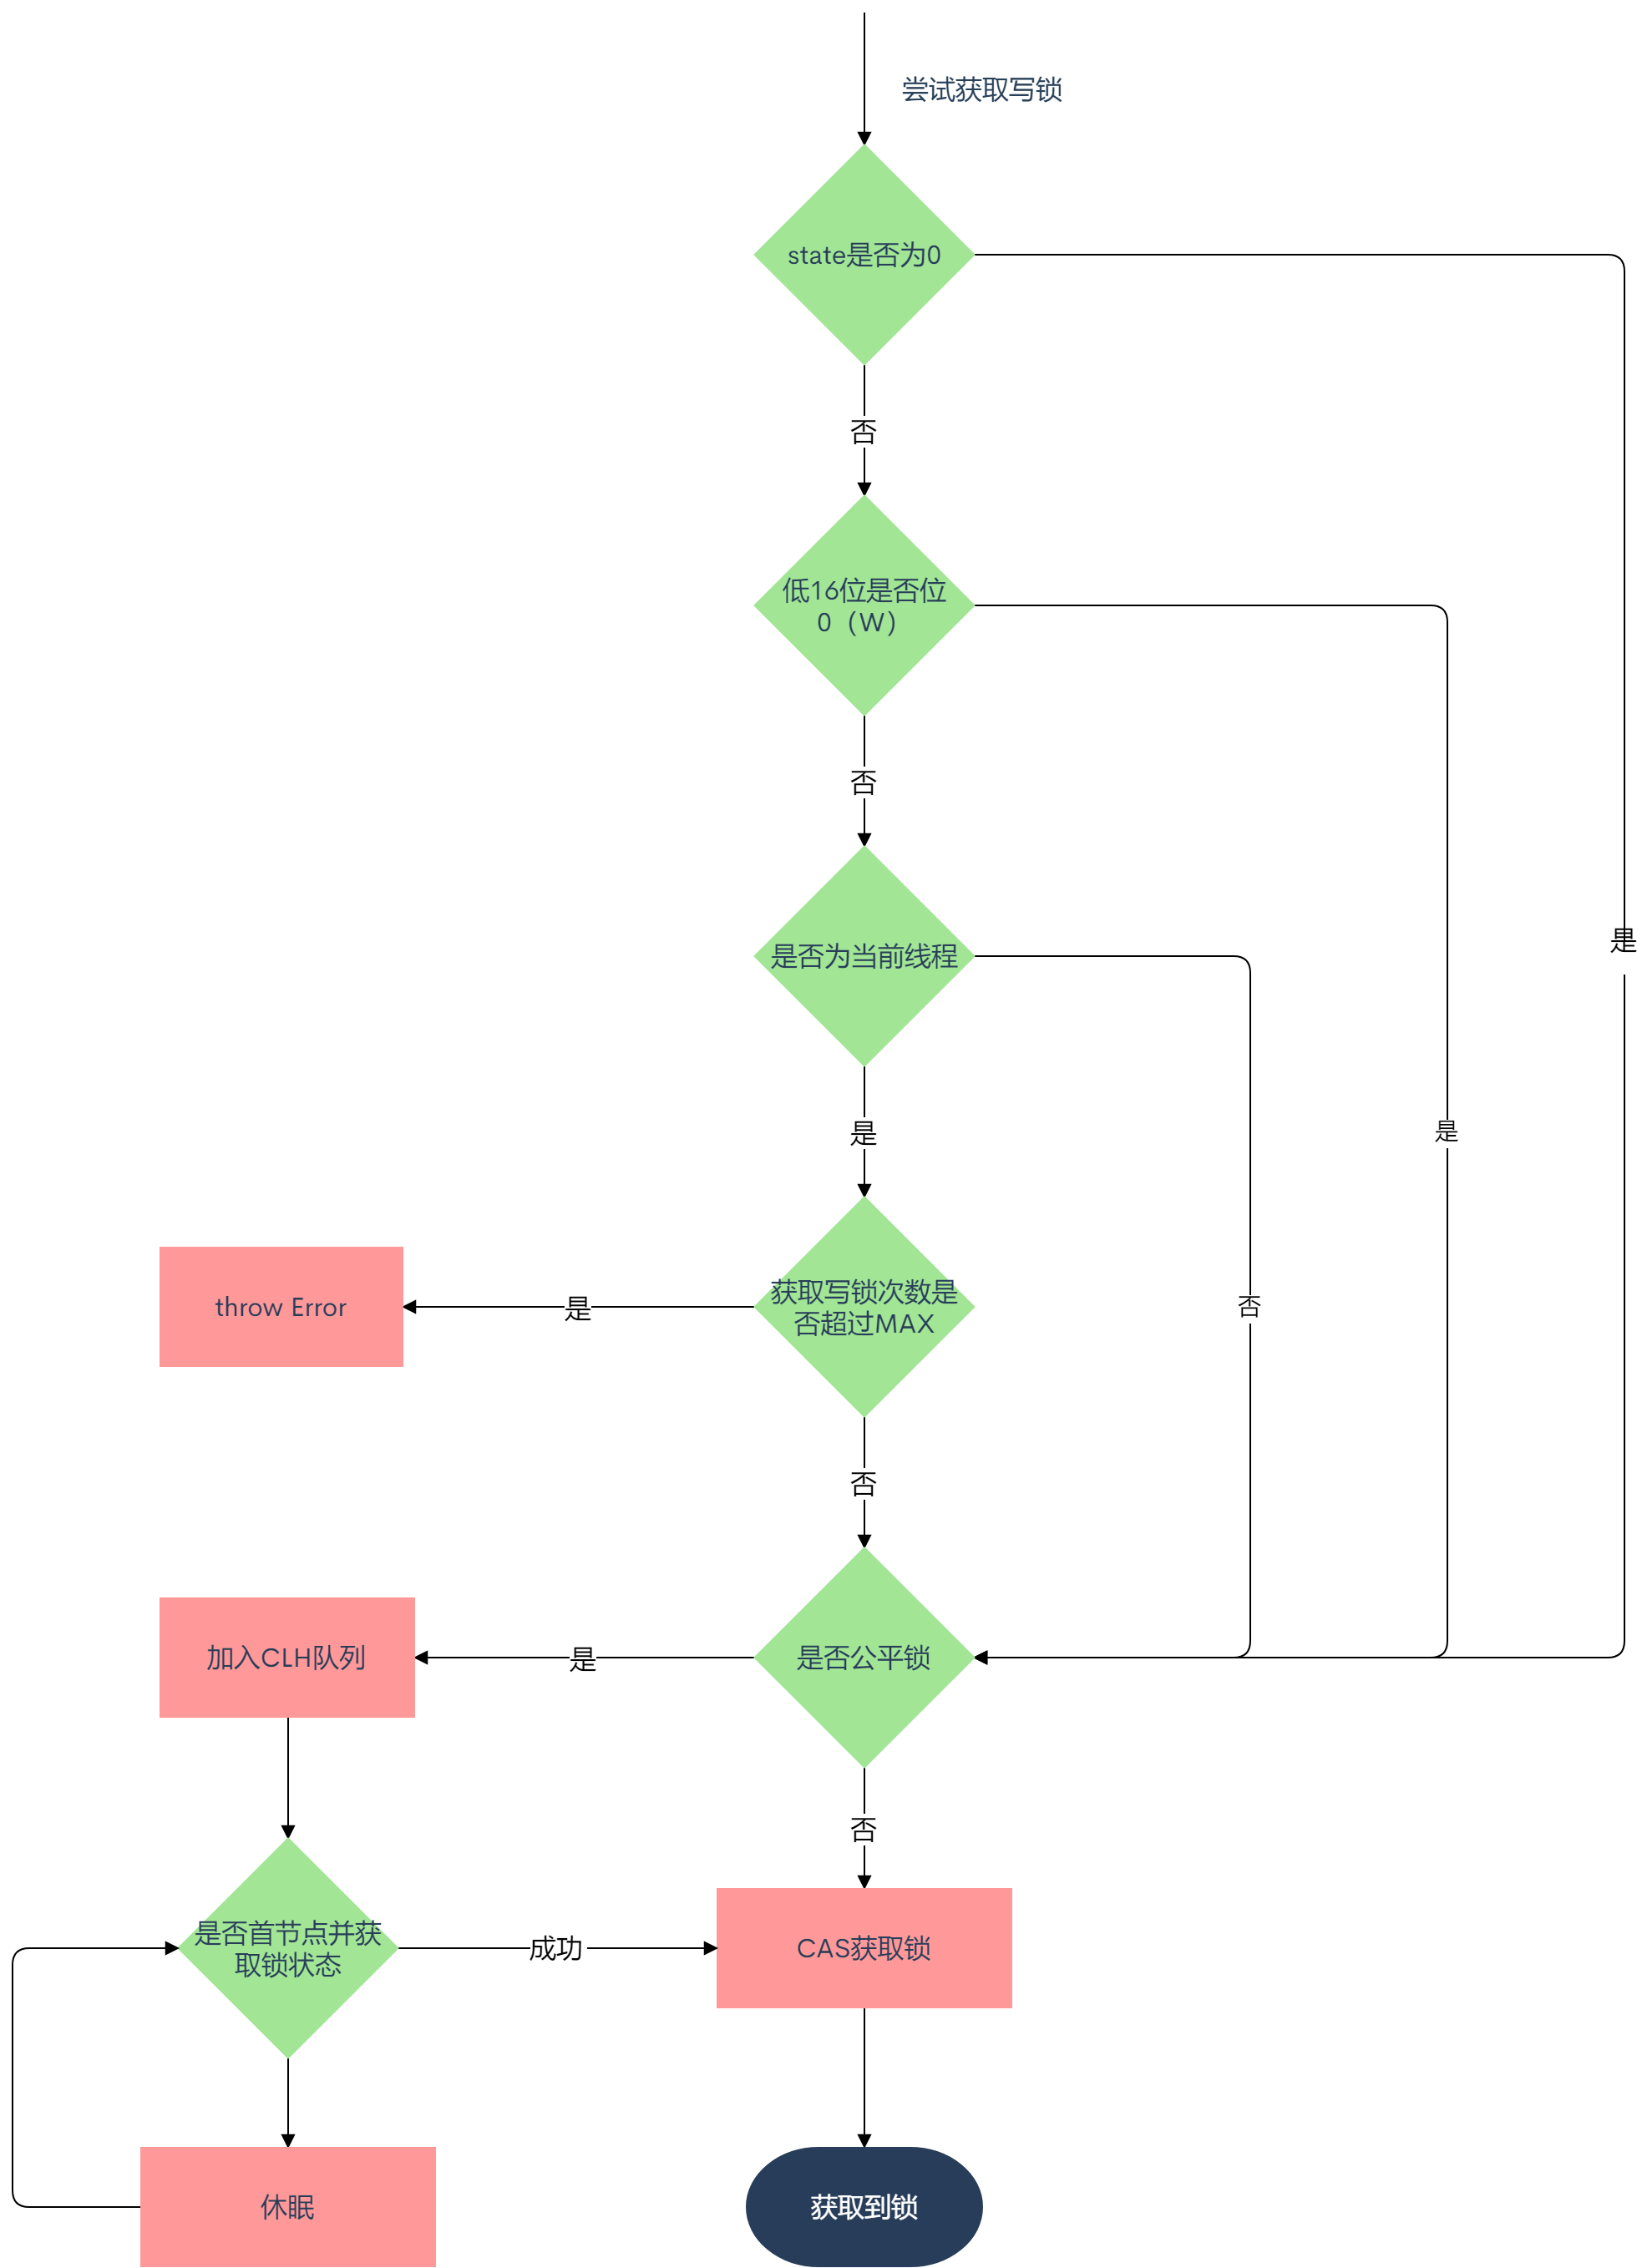 尝试获取写锁
state是否为0
否
低16位是否位
0（W）
否
是否为当前线程
是
是
是
获取写锁次数是
否超过MAX
throw Error
是
否
否
加入CLH队列
是
是否公平锁
否
是否首节点并获
取锁状态
成功
CAS获取锁
休眠
获取到锁